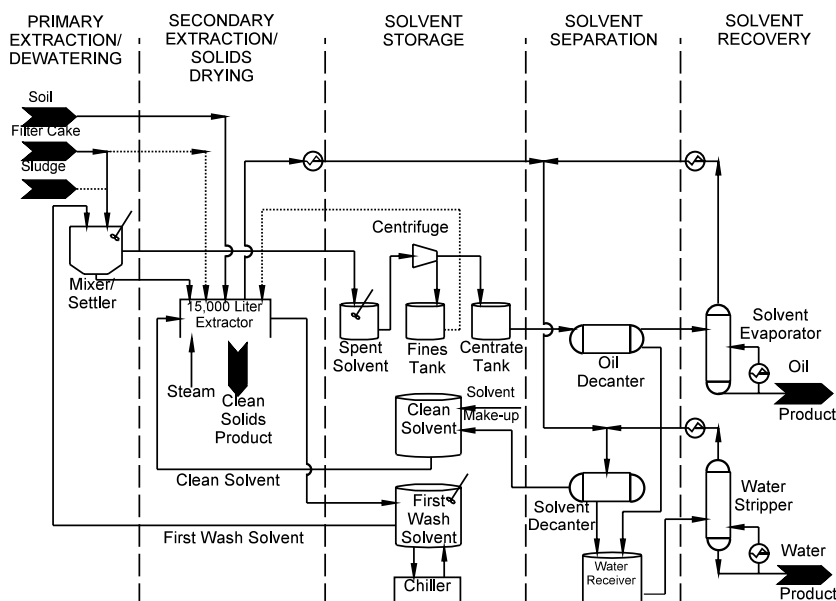 PRIMARY
EXTRACTION/
DEWATERING
SECONDARY
EXTRACTION/
SOLIDS
DRYING
SOLVENT
STORAGE
SOLVENT
SEPARATION
SOLVENT
RECOVERY
Soil
Filter Cake
Sludge
Mixer/
Settler
15,000 Liter
Extractor
Steam
Clean
Solids
Product
Clean Solvent
First Wash Solvent
Centrifuge
Spent
Solvent
Fines
Tank
Centrate
Tank
Clean
Solvent
Solvent
Make-up
First
Wash
Solvent
Chiller
Oil
Decanter
Solvent
Decanter
Water
Receiver
Solvent
Evaporator
Oil
Product
Water
Stripper
Water
Product